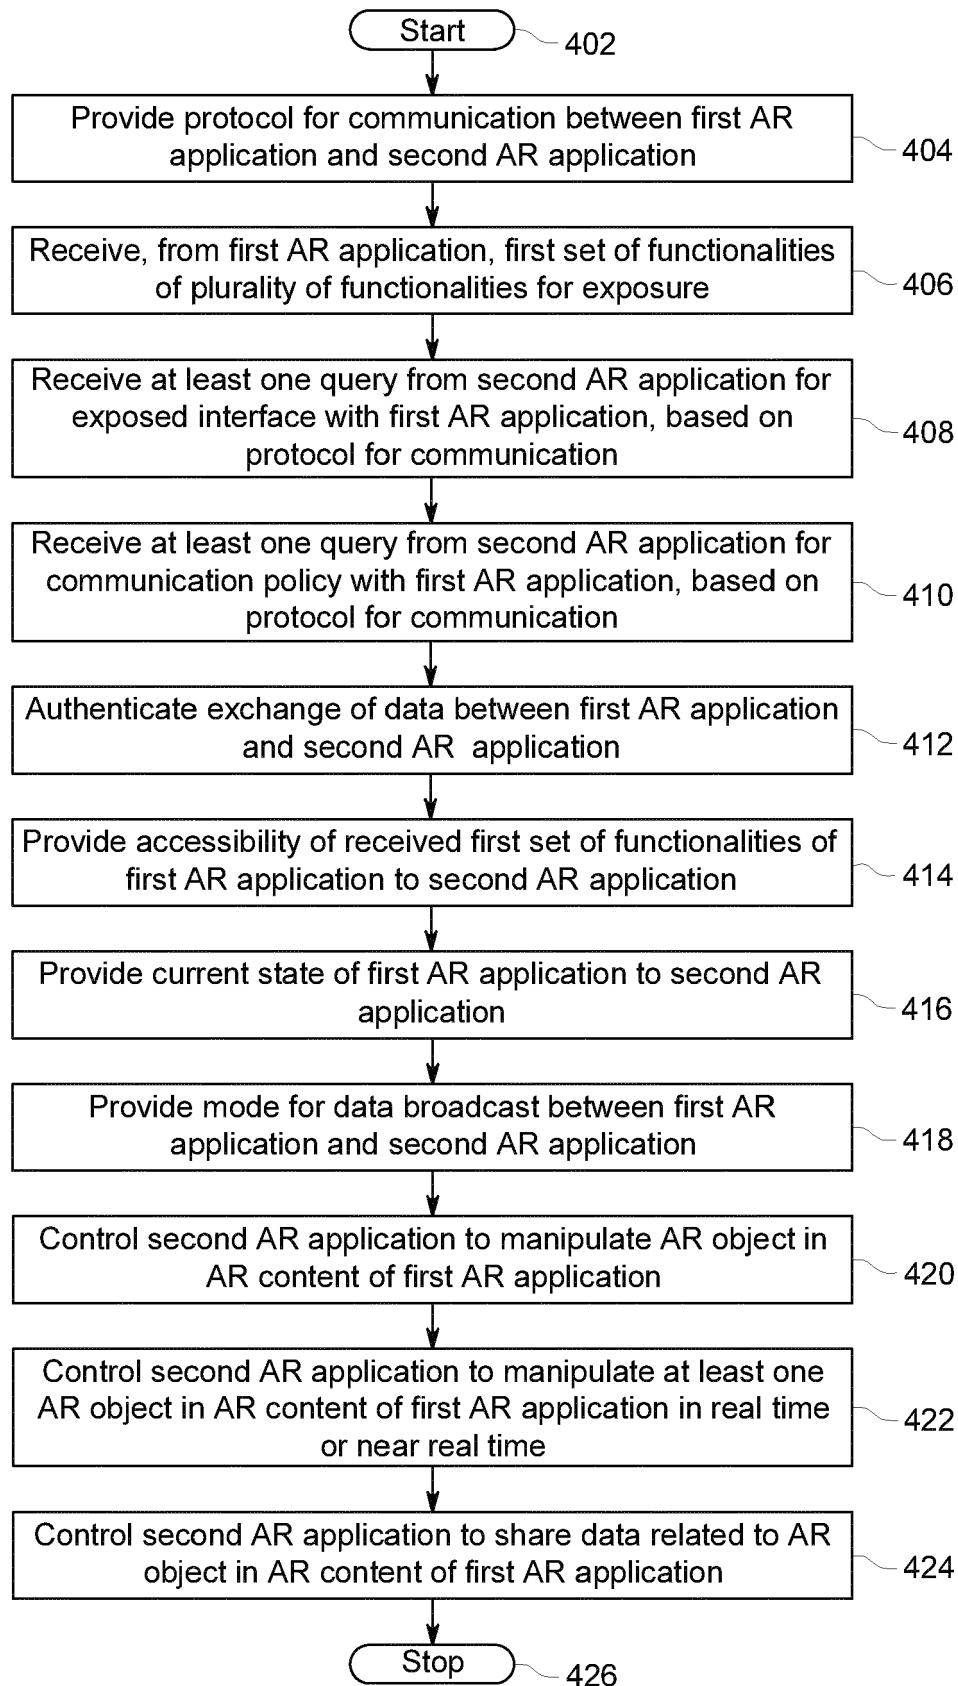 Start
402
Provide protocol for communication between first AR
application and second AR application
404
Receive, from first AR application, first set of functionalities
of plurality of functionalities for exposure
406
Receive at least one query from second AR application for
exposed interface with first AR application, based on
protocol for communication
408
Receive at least one query from second AR application for
communication policy with first AR application, based on
protocol for communication
410
Authenticate exchange of data between first AR application
and second AR application
412
Provide accessibility of received first set of functionalities of
first AR application to second AR application
414
Provide current state of first AR application to second AR
application
416
Provide mode for data broadcast between first AR
application and second AR application
418
Control second AR application to manipulate AR object in
AR content of first AR application
420
Control second AR application to manipulate at least one
AR object in AR content of first AR application in real time
or near real time
422
Control second AR application to share data related to AR
object in AR content of first AR application
424
Stop
426